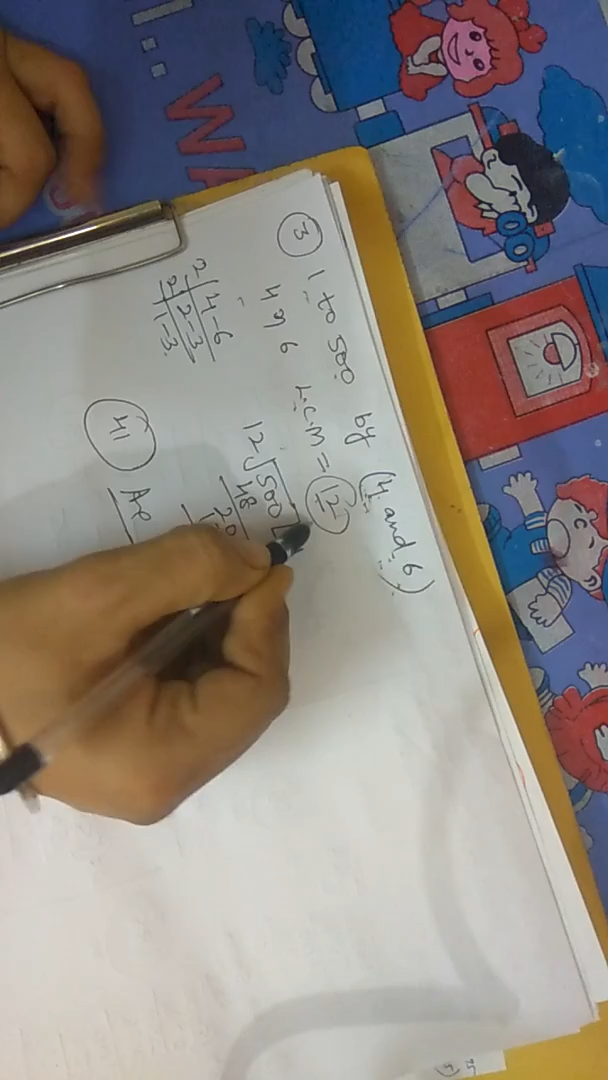 3 1 to 500 by (4 and 6)
4, 6 L.C.M = 12
2 4-6
2 2-3
1-3
12 500
48
20
41 Ae